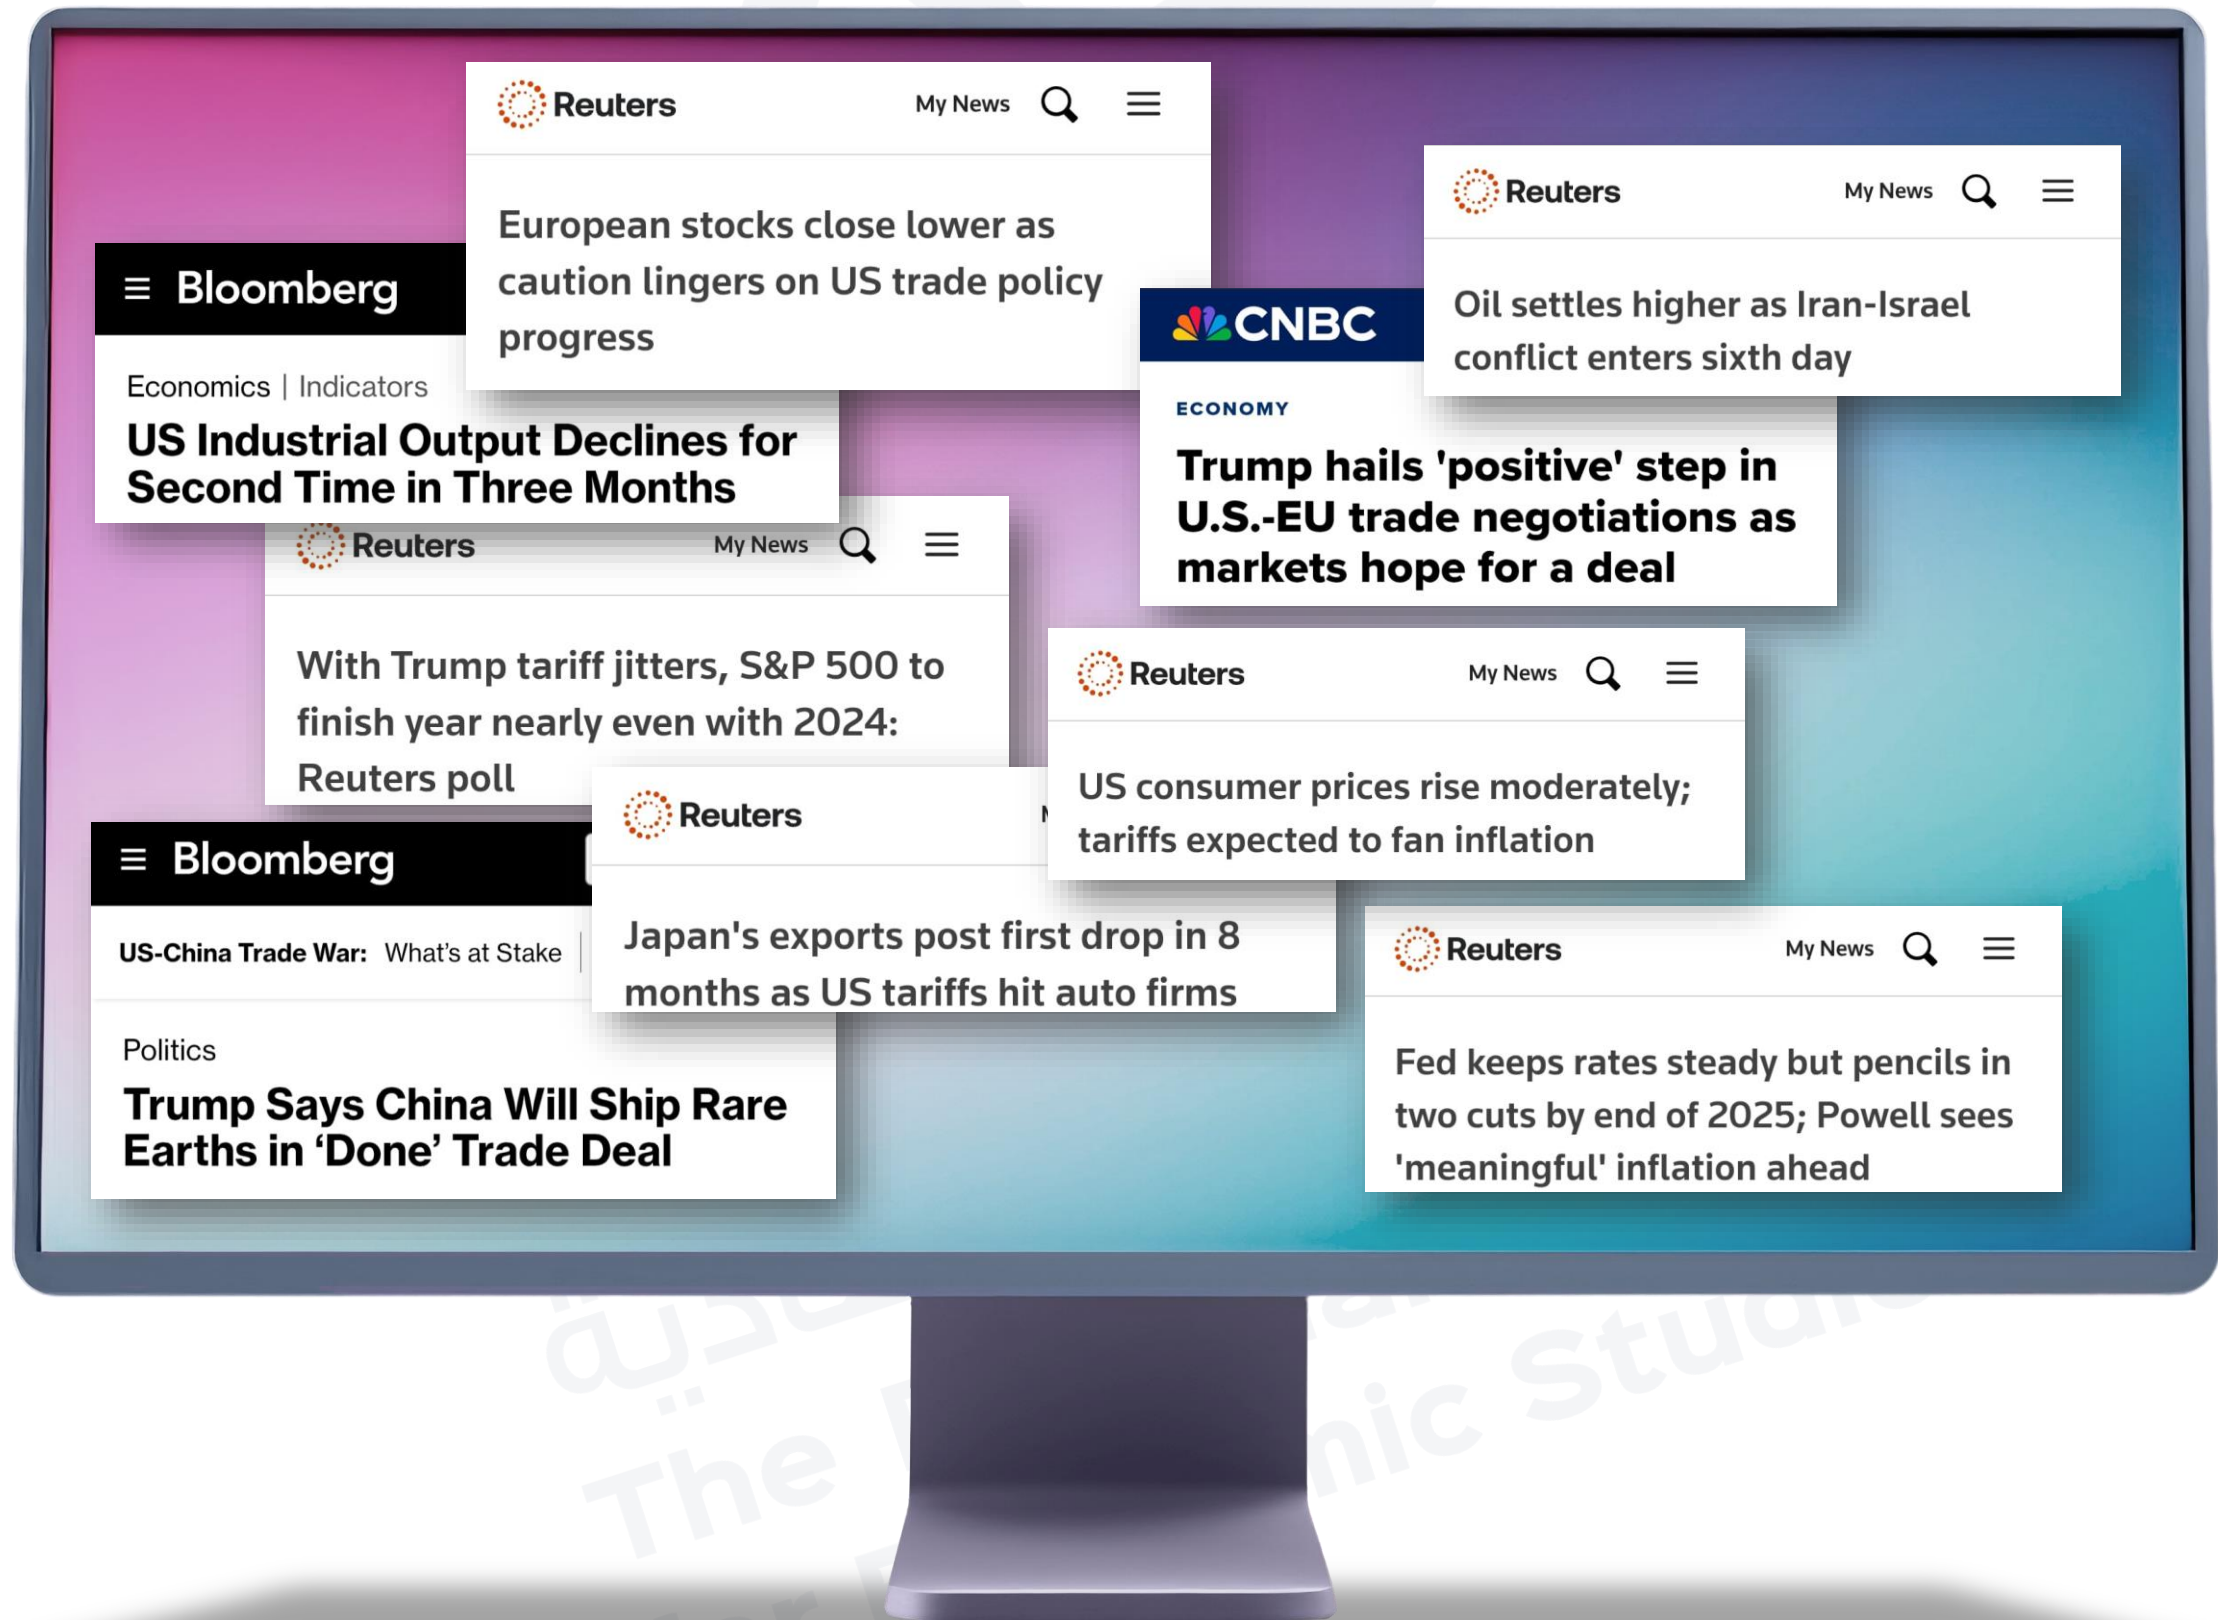 Reuters
My News
European stocks close lower as
caution lingers on US trade policy
progress
Reuters
My News
Oil settles higher as Iran-Israel
conflict enters sixth day
Bloomberg
Economics | Indicators
US Industrial Output Declines for
Second Time in Three Months
CNBC
ECONOMY
Trump hails 'positive' step in
U.S.-EU trade negotiations as
markets hope for a deal
Reuters
My News
With Trump tariff jitters, S&P 500 to
finish year nearly even with 2024:
Reuters poll
Reuters
My News
US consumer prices rise moderately;
tariffs expected to fan inflation
Reuters
Japan's exports post first drop in 8
months as US tariffs hit auto firms
Bloomberg
US-China Trade War: What's at Stake
Politics
Trump Says China Will Ship Rare
Earths in ‘Done’ Trade Deal
Reuters
My News
Fed keeps rates steady but pencils in
two cuts by end of 2025; Powell sees
'meaningful' inflation ahead
The